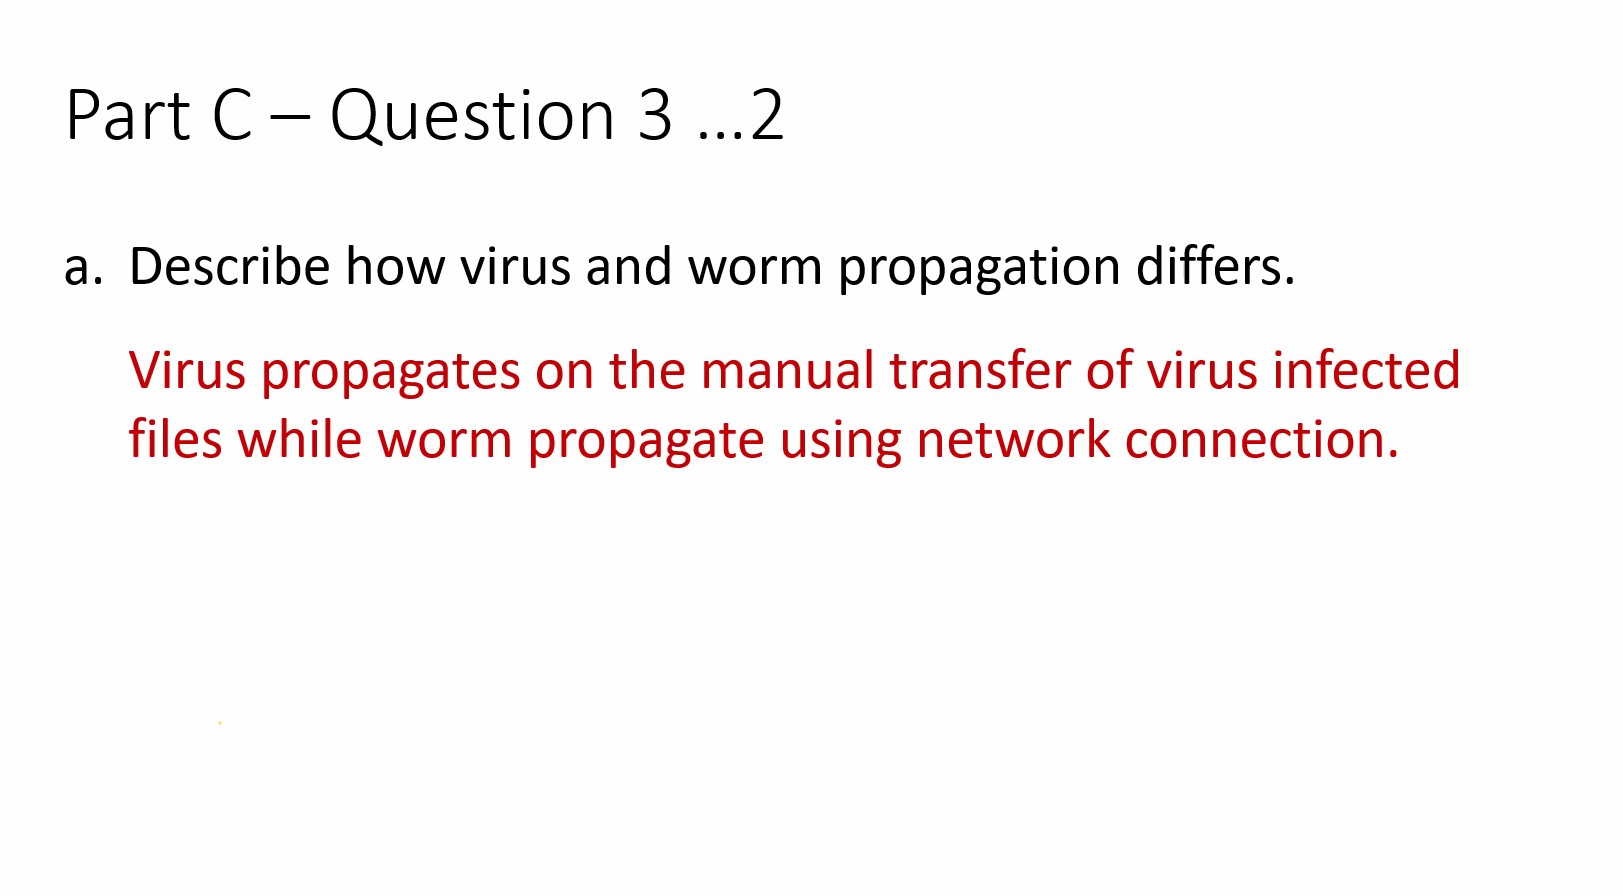 Part C – Question 3 ...2
a. Describe how virus and worm propagation differs.
Virus propagates on the manual transfer of virus infected
files while worm propagate using network connection.